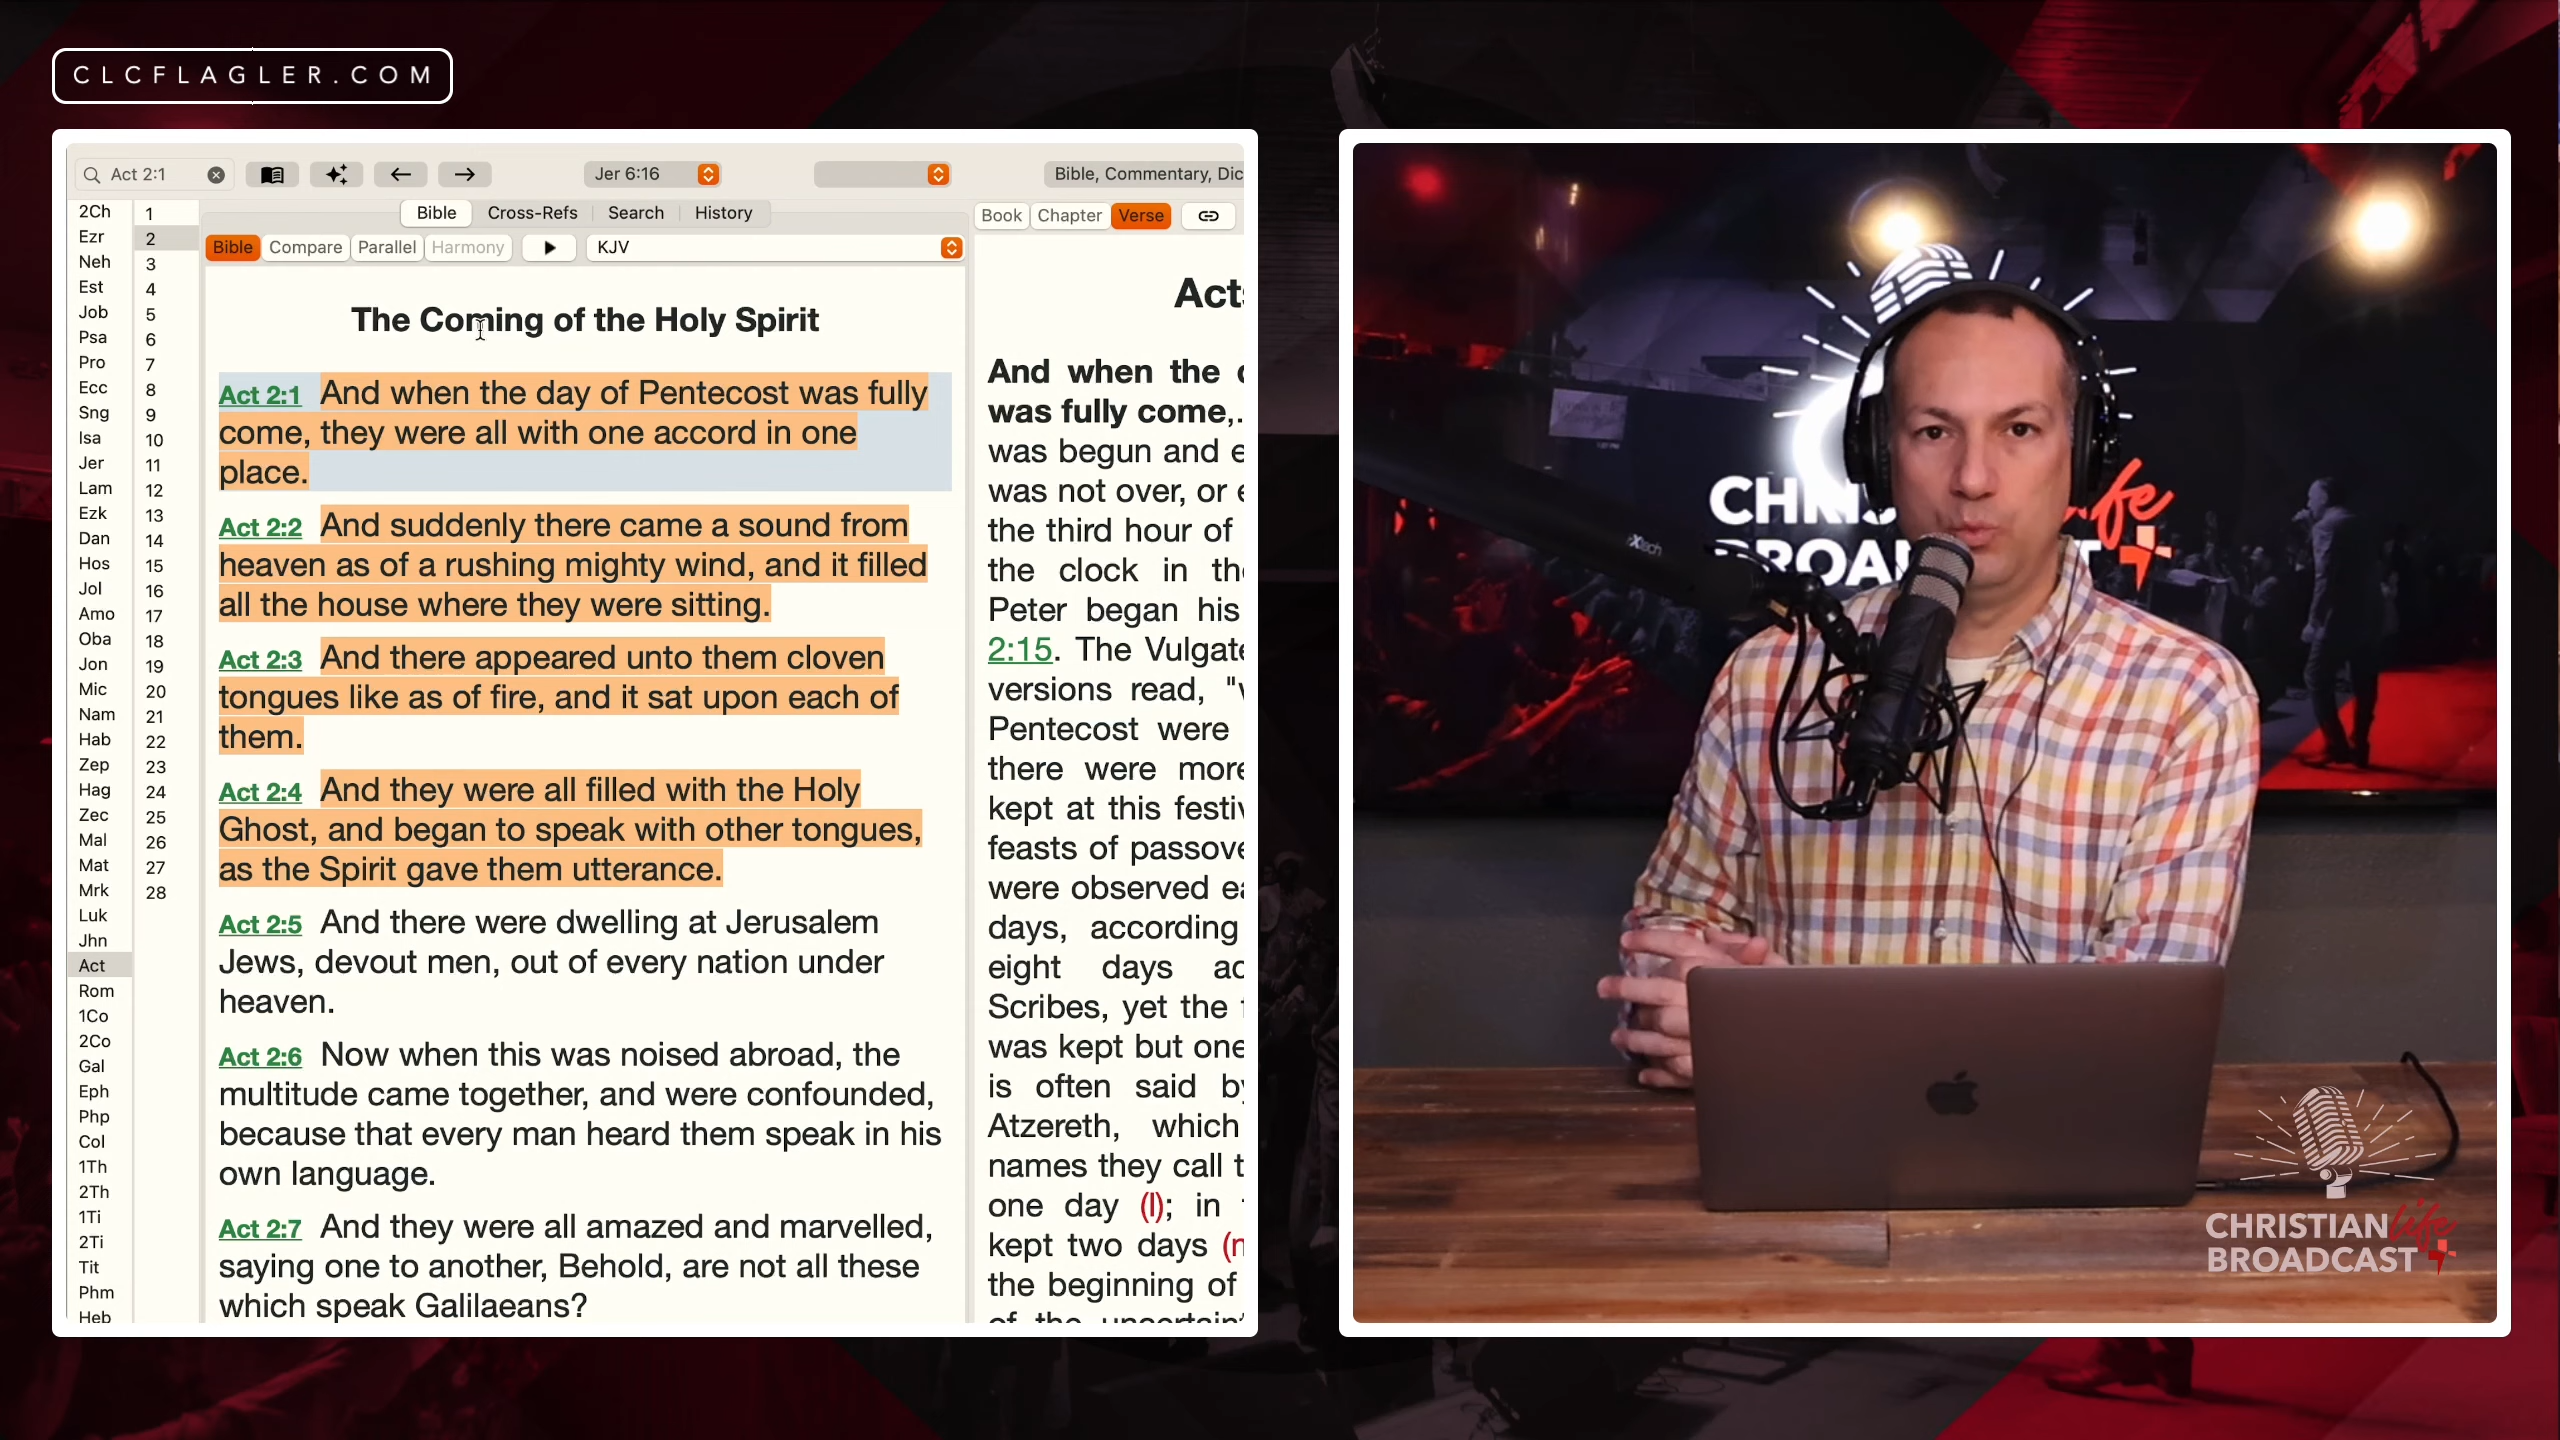 CLCFLAGLER.COM
Act 2:1
Jer 6:16
Bible, Commentary, Dic
Bible
Cross-Refs
Search
History
Book
Chapter
Verse
Bible
Compare
Parallel
Harmony
KJV
2Ch
Ezr
Neh
Est
Job
Psa
Pro
Ecc
Sng
Isa
Jer
Lam
Ezk
Dan
Hos
Jol
Amo
Oba
Jon
Mic
Nam
Hab
Zep
Hag
Zec
Mal
Mat
Mrk
Luk
Jhn
Act
Rom
1Co
2Co
Gal
Eph
Php
Col
1Th
2Th
1Ti
2Ti
Tit
Phm
Heb
1
2
3
4
5
6
7
8
9
10
11
12
13
14
15
16
17
18
19
20
21
22
23
24
25
26
27
28
The Coming of the Holy Spirit
Act 2:1 And when the day of Pentecost was fully
come, they were all with one accord in one
place.
Act 2:2 And suddenly there came a sound from
heaven as of a rushing mighty wind, and it filled
all the house where they were sitting.
Act 2:3 And there appeared unto them cloven
tongues like as of fire, and it sat upon each of
them.
Act 2:4 And they were all filled with the Holy
Ghost, and began to speak with other tongues,
as the Spirit gave them utterance.
Act 2:5 And there were dwelling at Jerusalem
Jews, devout men, out of every nation under
heaven.
Act 2:6 Now when this was noised abroad, the
multitude came together, and were confounded,
because that every man heard them speak in his
own language.
Act 2:7 And they were all amazed and marvelled,
saying one to another, Behold, are not all these
which speak Galilaeans?
Act
And when the
was fully come,.
was begun and e
was not over, or
the third hour of
the clock in th
Peter began his
2:15. The Vulgat
versions read, "
Pentecost were
there were more
kept at this festiv
feasts of passov
were observed ea
days, according
eight days ac
Scribes, yet the
was kept but one
is often said by
Atzereth, which
names they call t
one day (l); in
kept two days
the beginning of
of the
CHRISTIAN life
BROADCAST